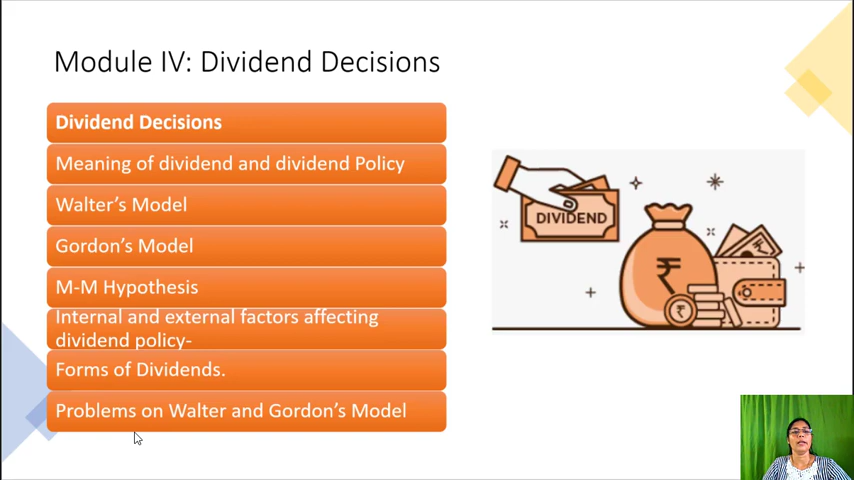 Module IV: Dividend Decisions
Dividend Decisions
Meaning of dividend and dividend Policy
Walter's Model
Gordon's Model
M-M Hypothesis
Internal and external factors affecting
dividend policy-
Forms of Dividends.
Problems on Walter and Gordon's Model
DIVIDEND
₹
₹
₹